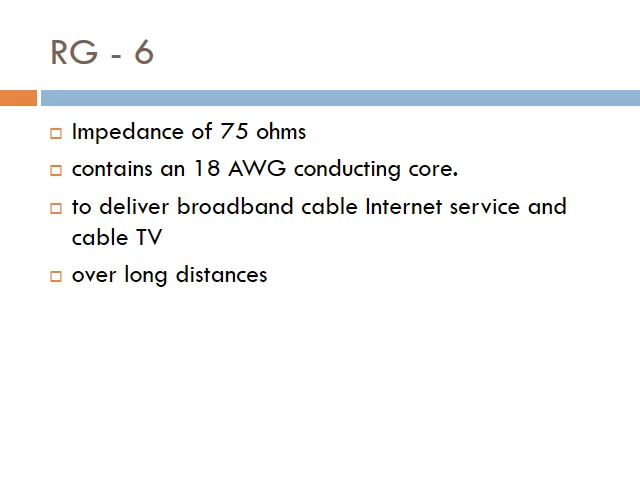 RG - 6
Impedance of 75 ohms
contains an 18 AWG conducting core.
to deliver broadband cable Internet service and
cable TV
over long distances